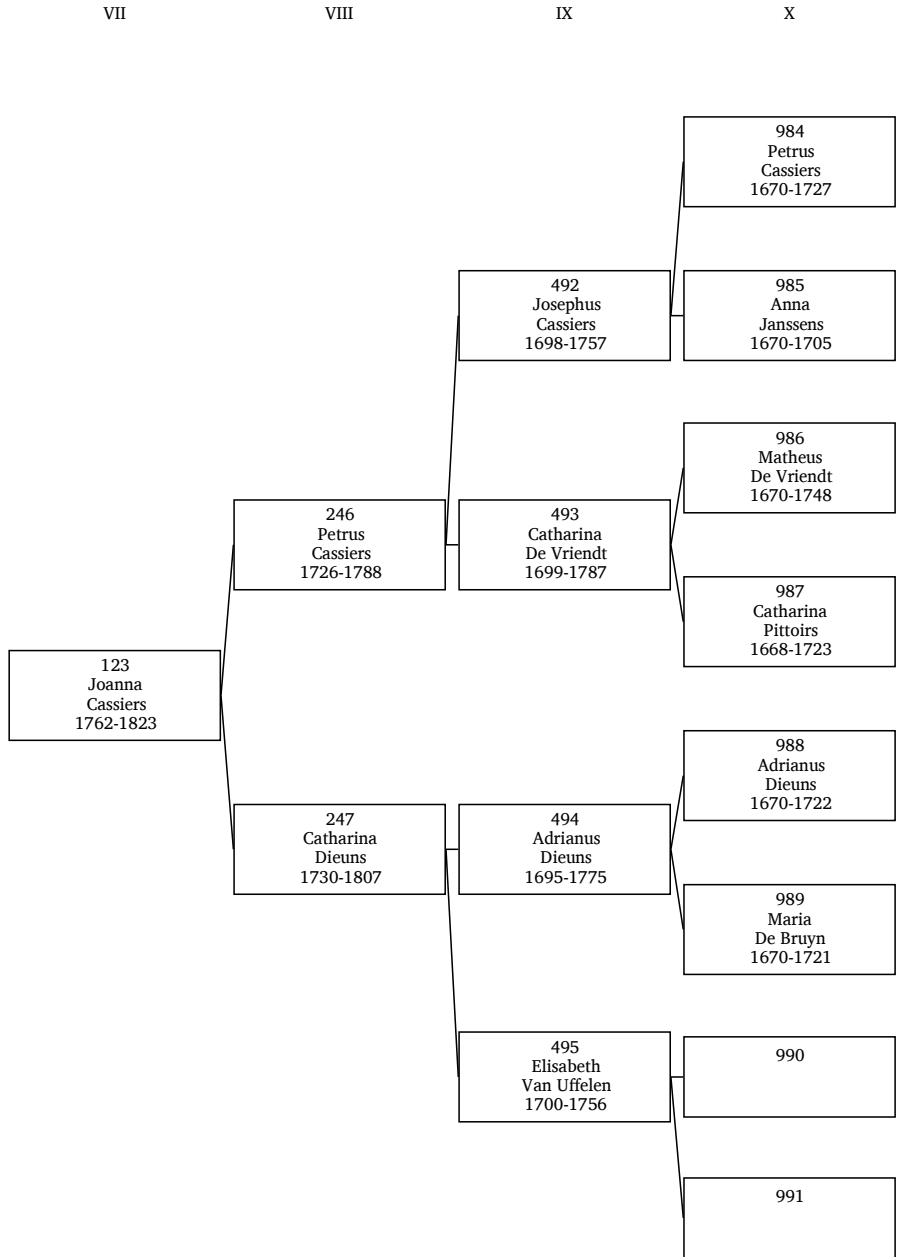 VII
VIII
IX
X
984
Petrus
Cassiers
1670-1727
492
Josephus
Cassiers
1698-1757
985
Anna
Janssens
1670-1705
986
Matheus
De Vriendt
1670-1748
246
Petrus
Cassiers
1726-1788
493
Catharina
De Vriendt
1699-1787
987
Catharina
Pittoirs
1668-1723
123
Joanna
Cassiers
1762-1823
988
Adrianus
Dieuns
1670-1722
247
Catharina
Dieuns
1730-1807
494
Adrianus
Dieuns
1695-1775
989
Maria
De Bruyn
1670-1721
495
Elisabeth
Van Uffelen
1700-1756
990
991